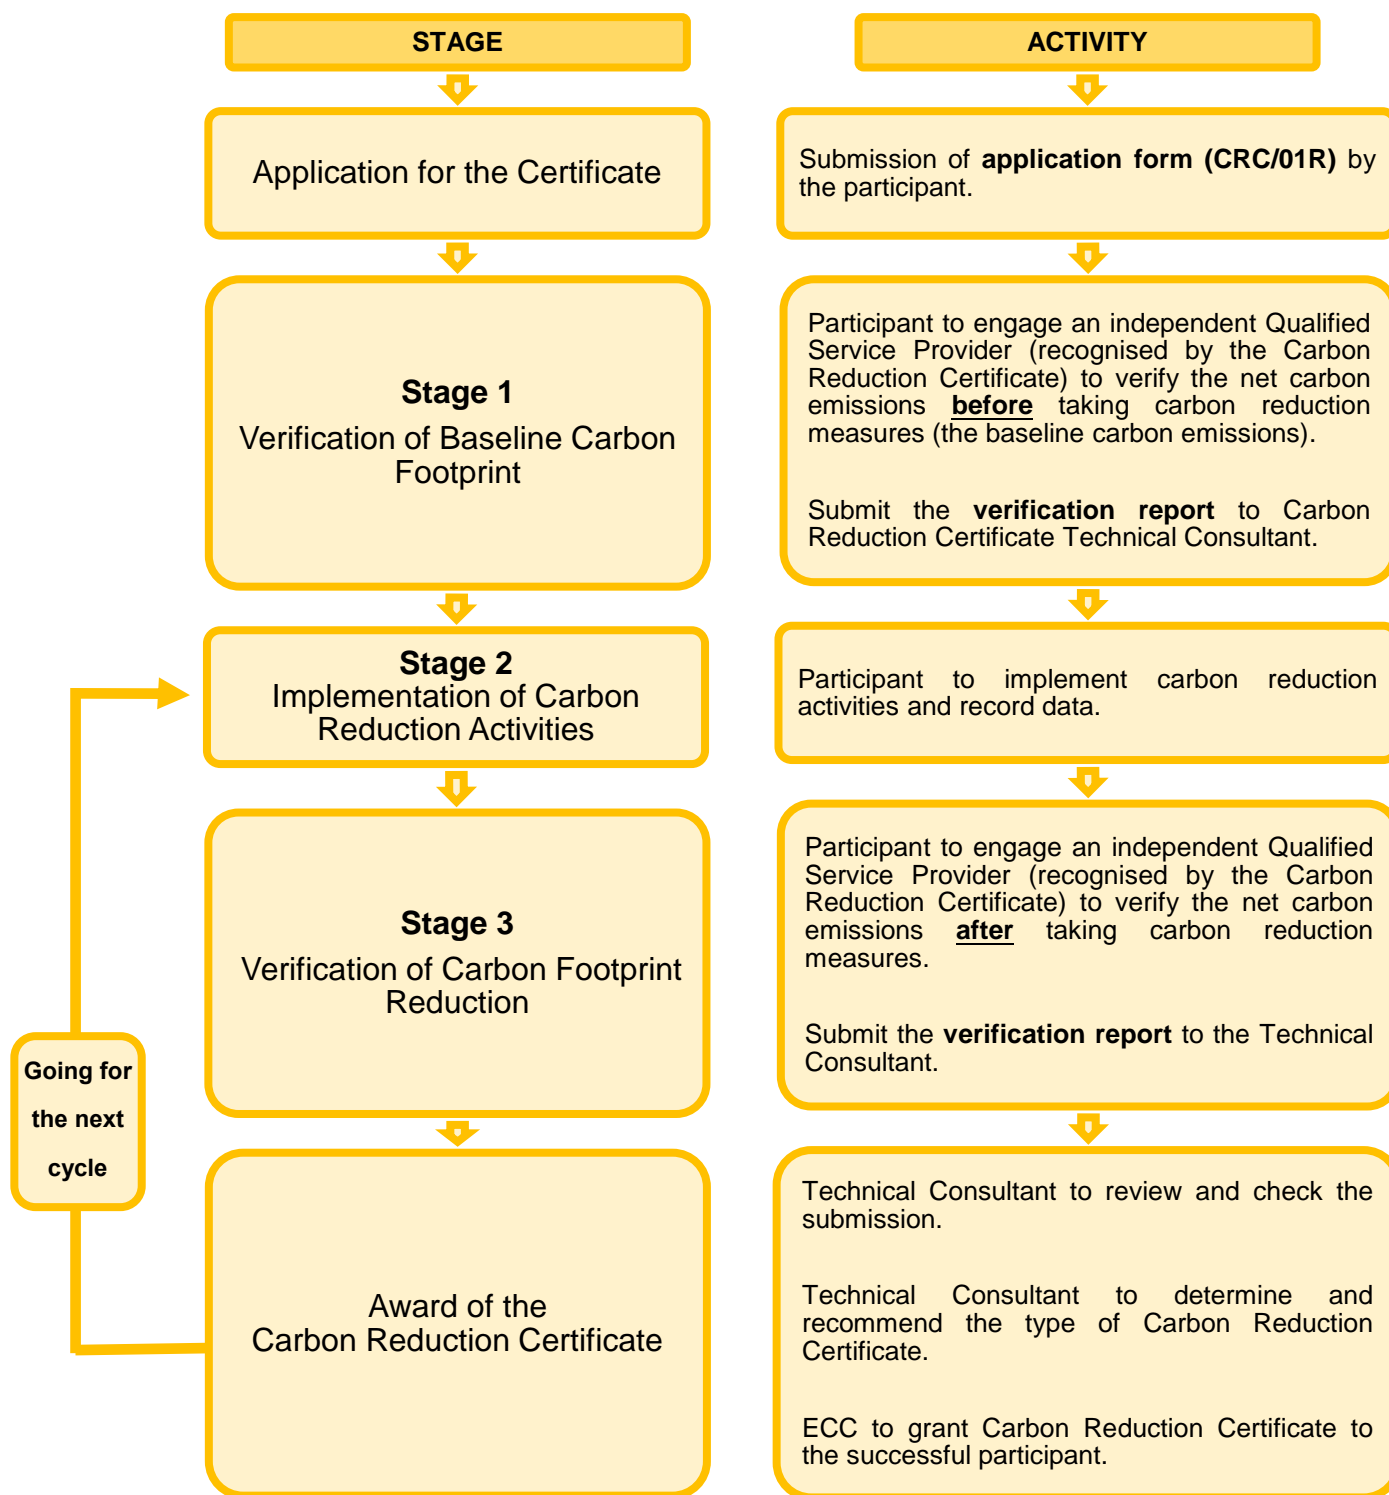 STAGE
ACTIVITY
Application for the Certificate
Submission of application form (CRC/01R) by
the participant.
Stage 1
Verification of Baseline Carbon
Footprint
Participant to engage an independent Qualified
Service Provider (recognised by the Carbon
Reduction Certificate) to verify the net carbon
emissions before taking carbon reduction
measures (the baseline carbon emissions).
Submit the verification report to Carbon
Reduction Certificate Technical Consultant.
Stage 2
Implementation of Carbon
Reduction Activities
Participant to implement carbon reduction
activities and record data.
Stage 3
Verification of Carbon Footprint
Reduction
Participant to engage an independent Qualified
Service Provider (recognised by the Carbon
Reduction Certificate) to verify the net carbon
emissions after taking carbon reduction
measures.
Submit the verification report to the Technical
Consultant.
Going for
the next
cycle
Award of the
Carbon Reduction Certificate
Technical Consultant to review and check the
submission.
Technical Consultant to determine and
recommend the type of Carbon Reduction
Certificate.
ECC to grant Carbon Reduction Certificate to
the successful participant.